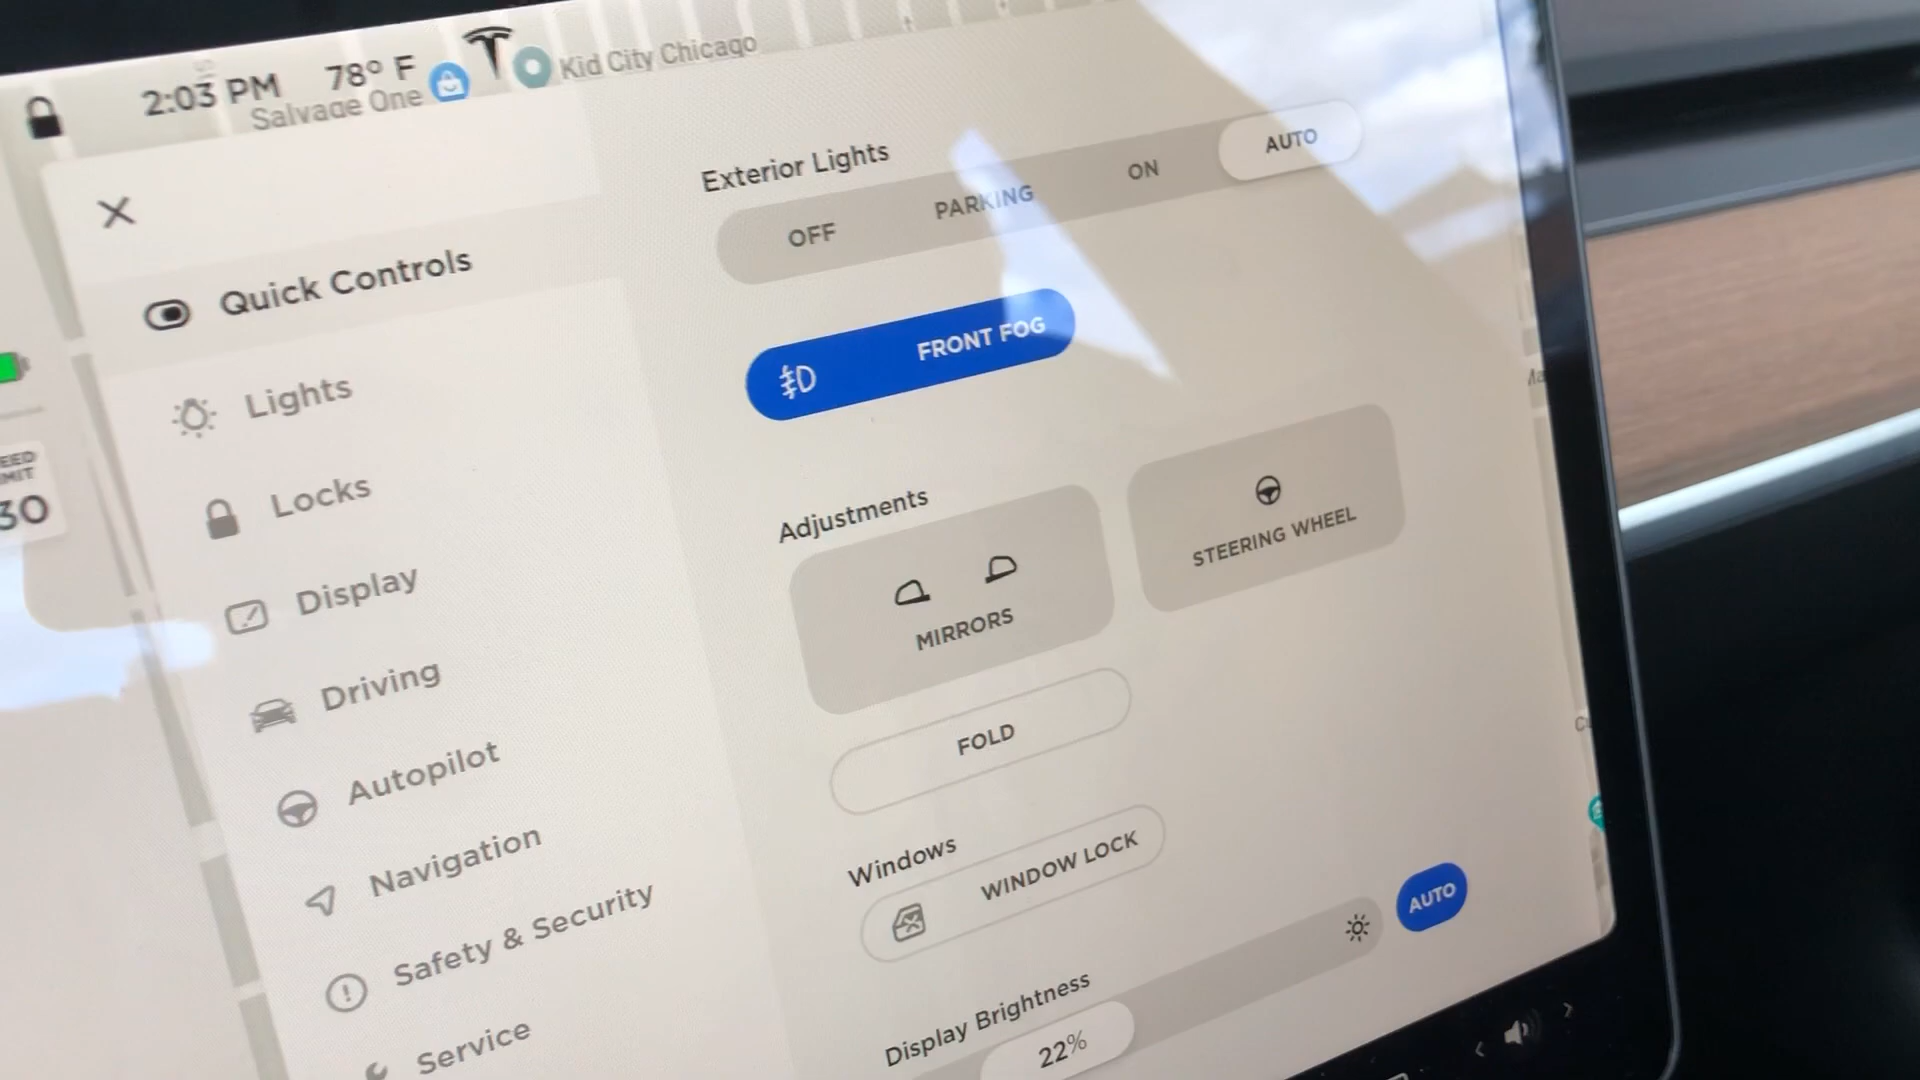 2:03 PM 78° F
Salvage One
Kid City Chicago
30
Quick Controls
Lights
Locks
Display
Driving
Autopilot
Navigation
Safety & Security
Service
Exterior Lights
OFF PARKING ON AUTO
FRONT FOG
Adjustments
MIRRORS
STEERING WHEEL
FOLD
Windows
WINDOW LOCK
Display Brightness
22%
AUTO